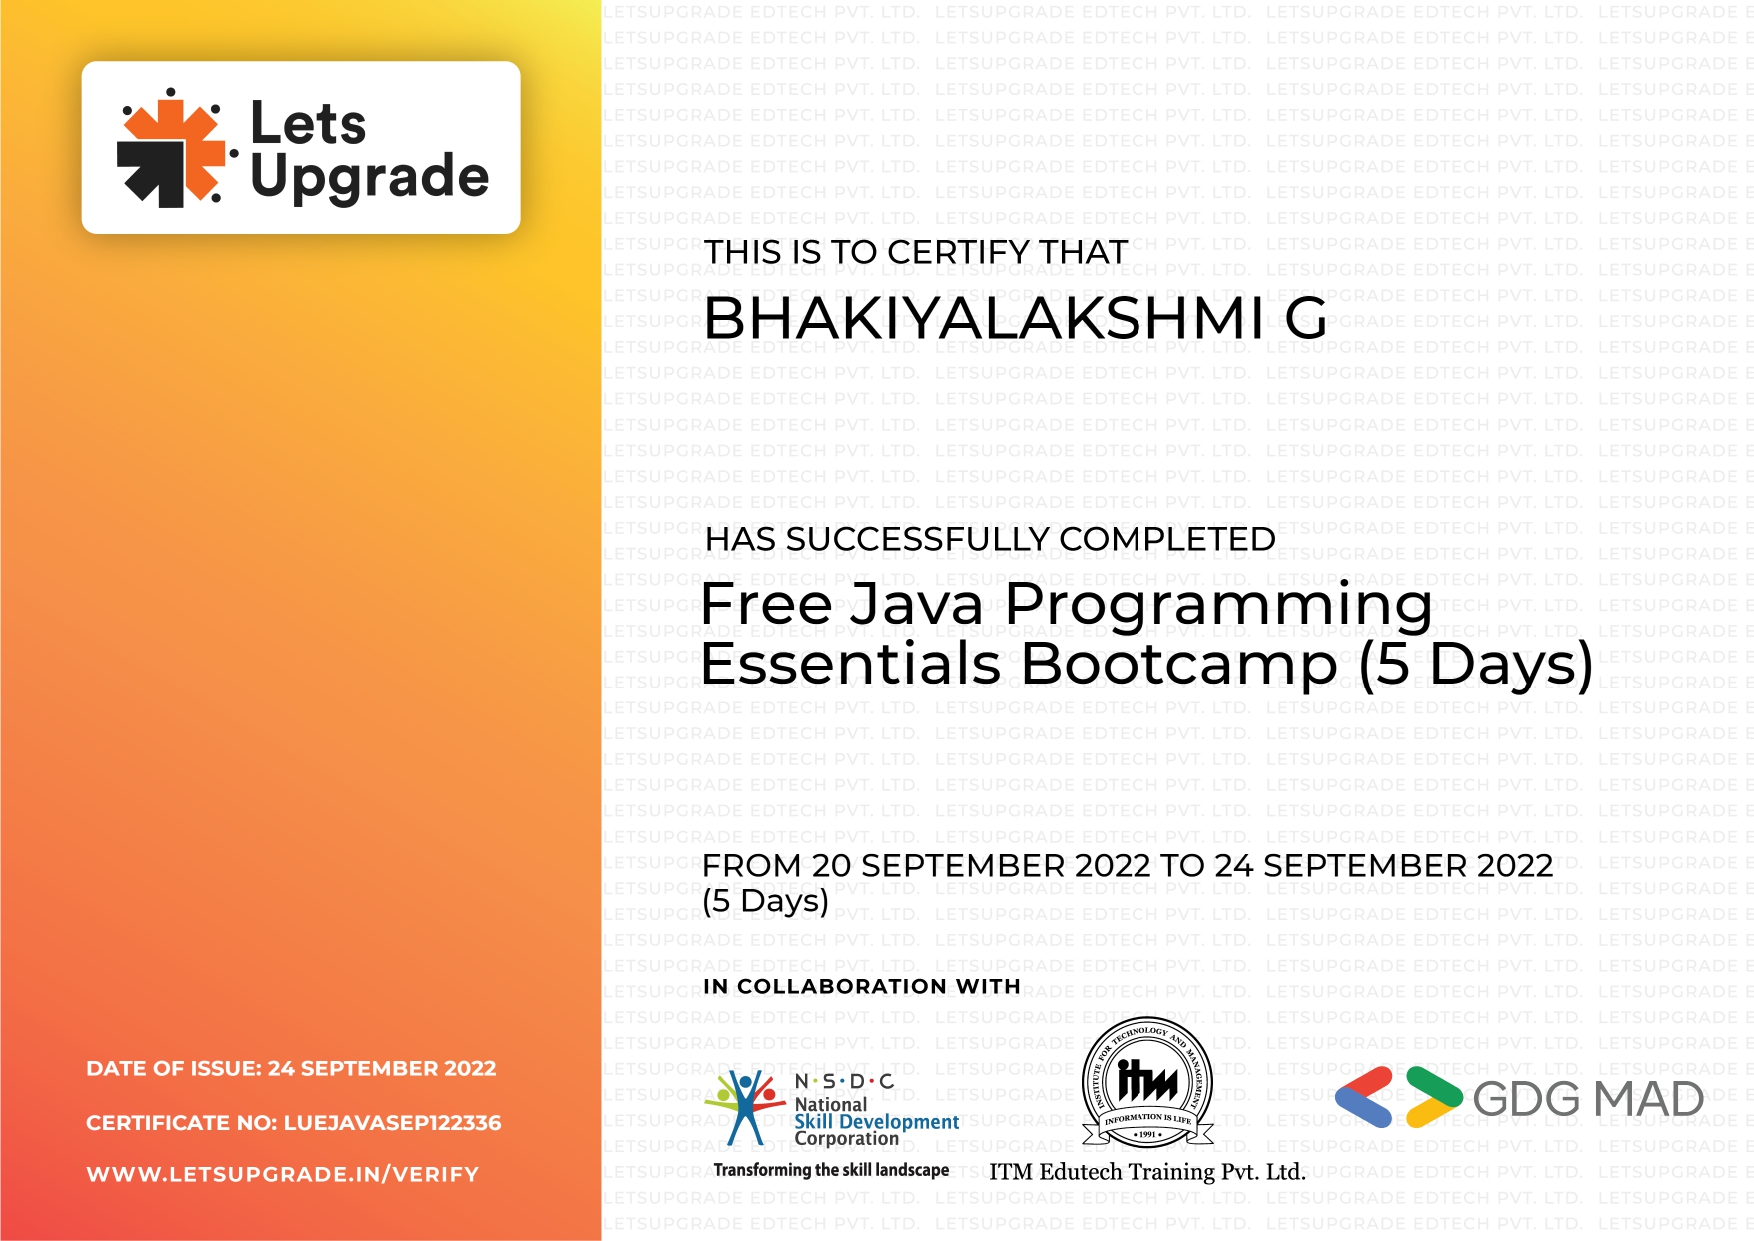 Lets
Upgrade
THIS IS TO CERTIFY THAT
BHAKIYALAKSHMI G
HAS SUCCESSFULLY COMPLETED
Free Java Programming
Essentials Bootcamp (5 Days)
FROM 20 SEPTEMBER 2022 TO 24 SEPTEMBER 2022
(5 Days)
IN COLLABORATION WITH
N·S·D·C
National
Skill Development
Corporation
Transforming the skill landscape
INSTITUTE FOR TECHNOLOGY AND MANAGEMENT
itm
INFORMATION IS LIFE
• 1991 •
ITM Edutech Training Pvt. Ltd.
GDG MAD
DATE OF ISSUE: 24 SEPTEMBER 2022
CERTIFICATE NO: LUEJAVASEP122336
WWW.LETSUPGRADE.IN/VERIFY
LETSUPGRADE EDTECH PVT. LTD.